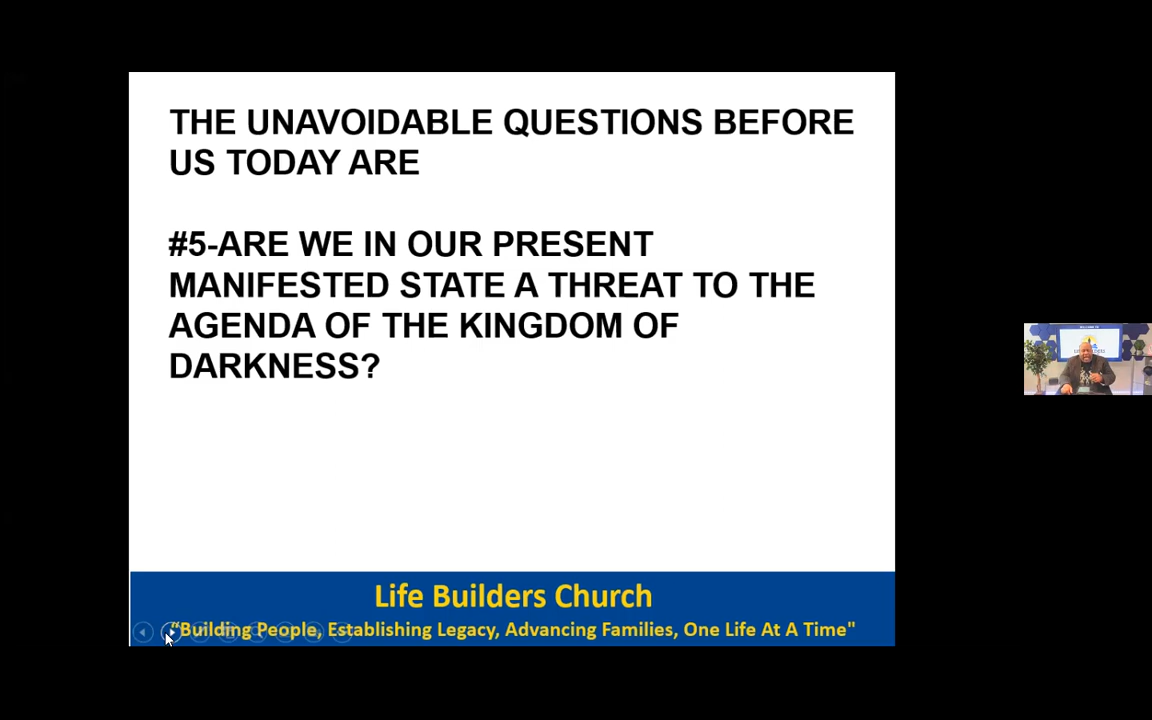 THE UNAVOIDABLE QUESTIONS BEFORE
US TODAY ARE
#5-ARE WE IN OUR PRESENT
MANIFESTED STATE A THREAT TO THE
AGENDA OF THE KINGDOM OF
DARKNESS?
Life Builders Church
“Building People, Establishing Legacy, Advancing Families, One Life At A Time"